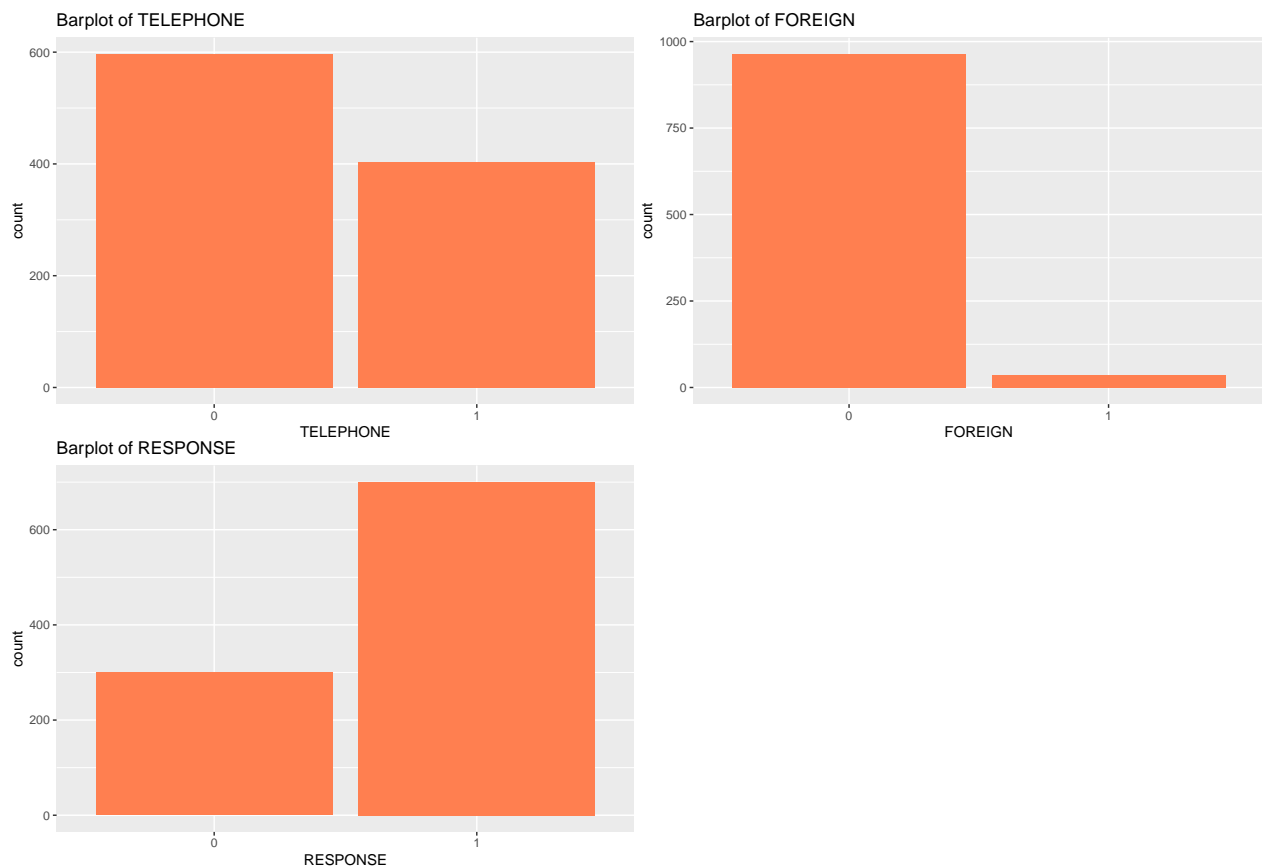 Barplot of TELEPHONE
600
400
200
0
count
0 1
TELEPHONE
Barplot of FOREIGN
1000
750
500
250
0
count
0 1
FOREIGN
Barplot of RESPONSE
600
400
200
0
count
0 1
RESPONSE